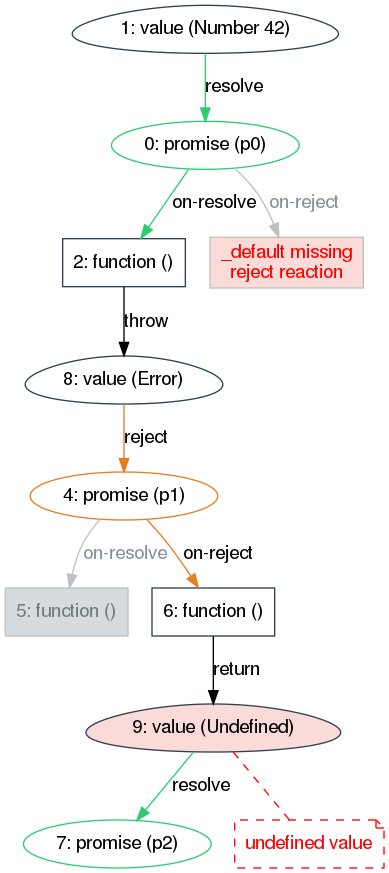 1: value (Number 42)
resolve
0: promise (p0)
on-resolve
on-reject
2: function ()
_default missing
reject reaction
throw
8: value (Error)
reject
4: promise (p1)
on-resolve
on-reject
5: function ()
6: function ()
return
9: value (Undefined)
resolve
7: promise (p2)
undefined value